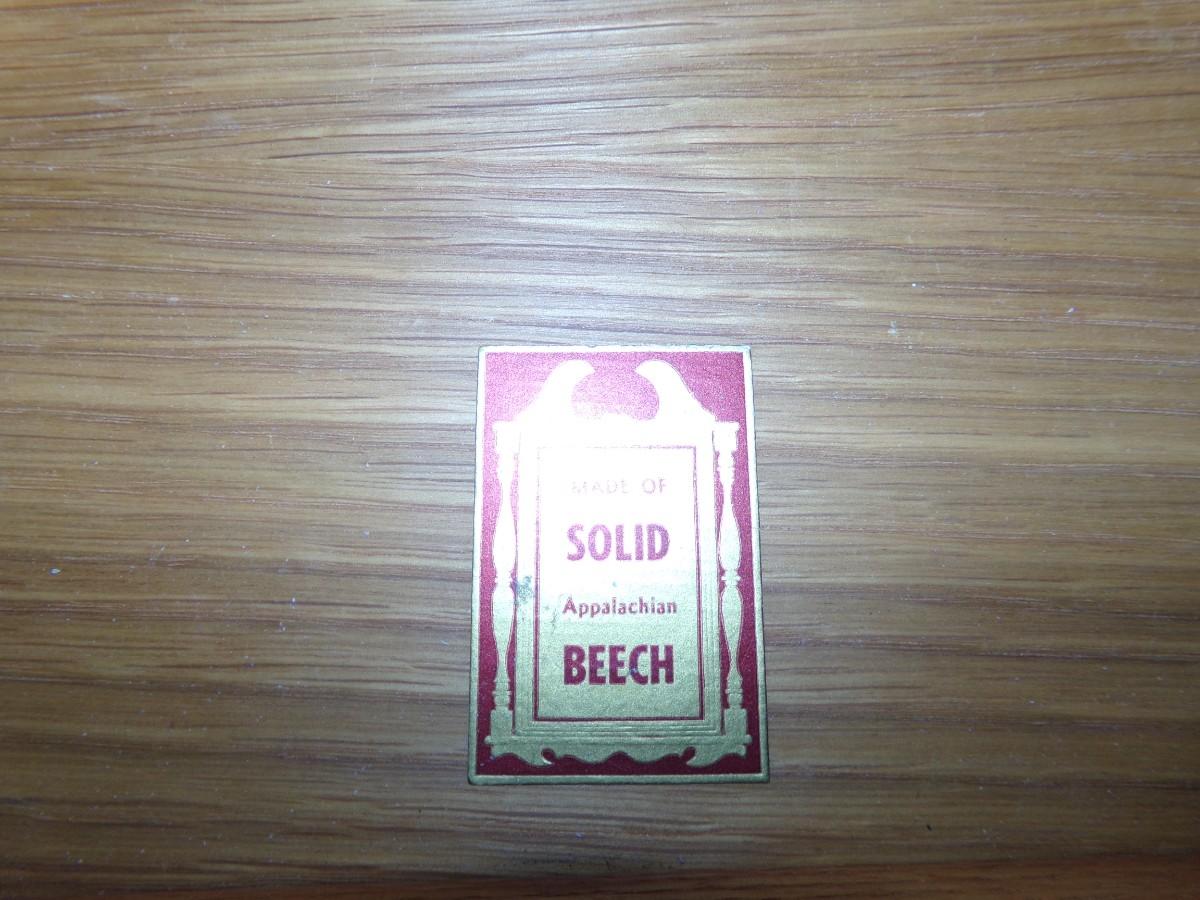 MADE OF
SOLID
Appalachian
BEECH